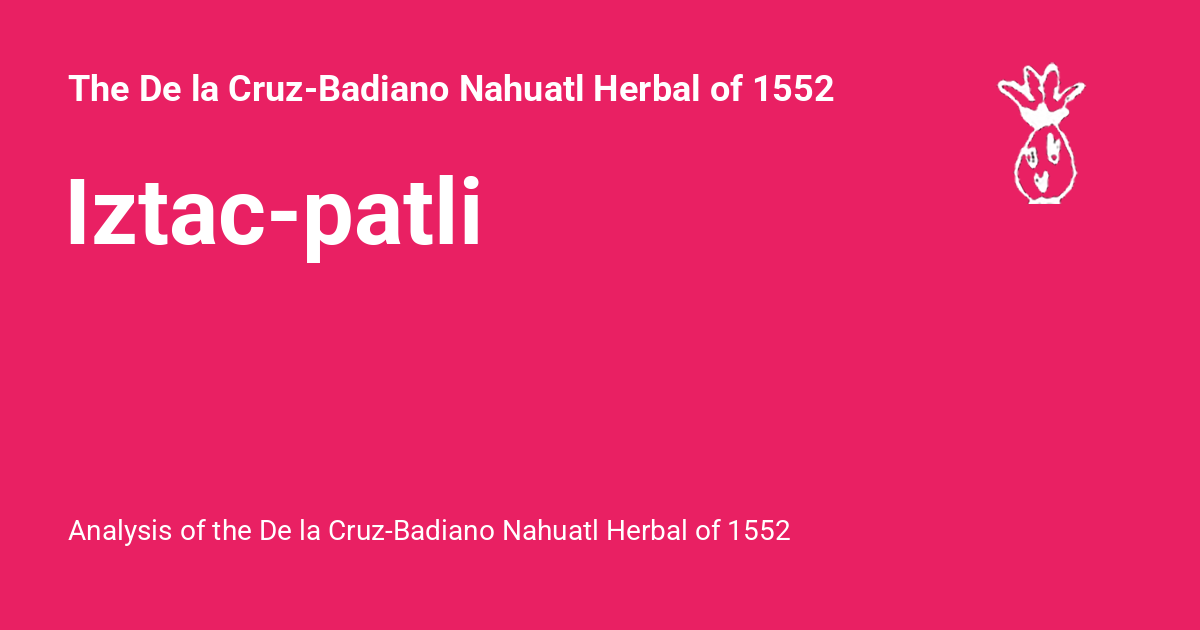 The De la Cruz-Badiano Nahuatl Herbal of 1552
Iztac-patli
Analysis of the De la Cruz-Badiano Nahuatl Herbal of 1552